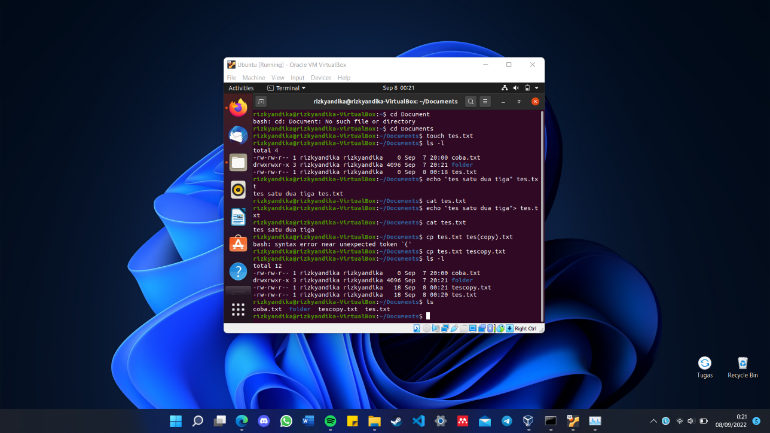 Ubuntu [Running] - Oracle VM VirtualBox
File Machine View Input Devices Help
Activities Terminal Sep 8 00:21
rizkyandika@rizkyandika-VirtualBox: ~/Documents
rizkyandika@rizkyandika-VirtualBox:~$ cd Document
bash: cd: Document: No such file or directory
rizkyandika@rizkyandika-VirtualBox:~$ cd Documents
rizkyandika@rizkyandika-VirtualBox:~/Documents$ touch tes.txt
rizkyandika@rizkyandika-VirtualBox:~/Documents$ ls -l
total 4
-rw-rw-r-- 1 rizkyandika rizkyandika 0 Sep 7 20:00 coba.txt
drwxrwxr-x 3 rizkyandika rizkyandika 4096 Sep 7 20:21 folder
-rw-rw-r-- 1 rizkyandika rizkyandika 0 Sep 8 00:18 tes.txt
rizkyandika@rizkyandika-VirtualBox:~/Documents$ echo "tes satu dua tiga" tes.tx
t
tes satu dua tiga tes.txt
rizkyandika@rizkyandika-VirtualBox:~/Documents$ cat tes.txt
rizkyandika@rizkyandika-VirtualBox:~/Documents$ echo "tes satu dua tiga"> tes.t
xt
rizkyandika@rizkyandika-VirtualBox:~/Documents$ cat tes.txt
tes satu dua tiga
rizkyandika@rizkyandika-VirtualBox:~/Documents$ cp tes.txt tes(copy).txt
bash: syntax error near unexpected token `('
rizkyandika@rizkyandika-VirtualBox:~/Documents$ cp tes.txt tescopy.txt
rizkyandika@rizkyandika-VirtualBox:~/Documents$ ls -l
total 12
-rw-rw-r-- 1 rizkyandika rizkyandika 0 Sep 7 20:00 coba.txt
drwxrwxr-x 3 rizkyandika rizkyandika 4096 Sep 7 20:21 folder
-rw-rw-r-- 1 rizkyandika rizkyandika 18 Sep 8 00:21 tescopy.txt
-rw-rw-r-- 1 rizkyandika rizkyandika 18 Sep 8 00:20 tes.txt
rizkyandika@rizkyandika-VirtualBox:~/Documents$ ls
coba.txt folder tescopy.txt tes.txt
rizkyandika@rizkyandika-VirtualBox:~/Documents$
Right Ctrl
Tugas
Recycle Bin
0:21
08/09/2022